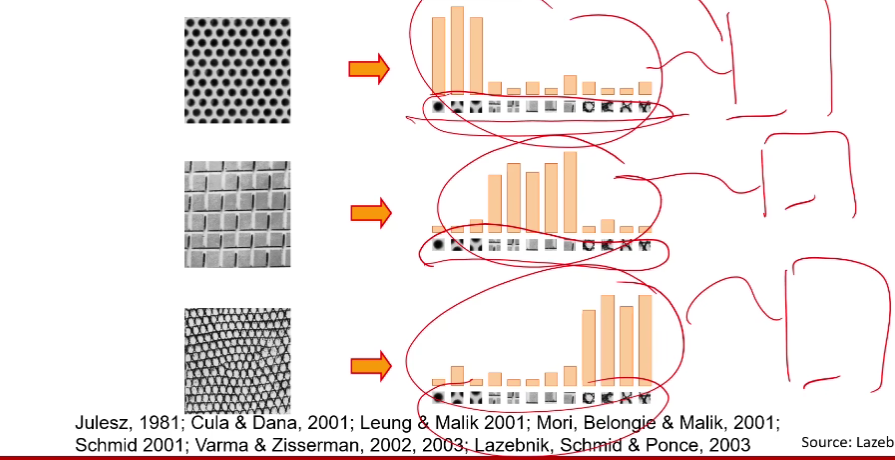 Julesz, 1981; Cula & Dana, 2001; Leung & Malik 2001; Mori, Belongie & Malik, 2001;
Schmid 2001; Varma & Zisserman, 2002, 2003; Lazebnik, Schmid & Ponce, 2003
Source: Lazeb